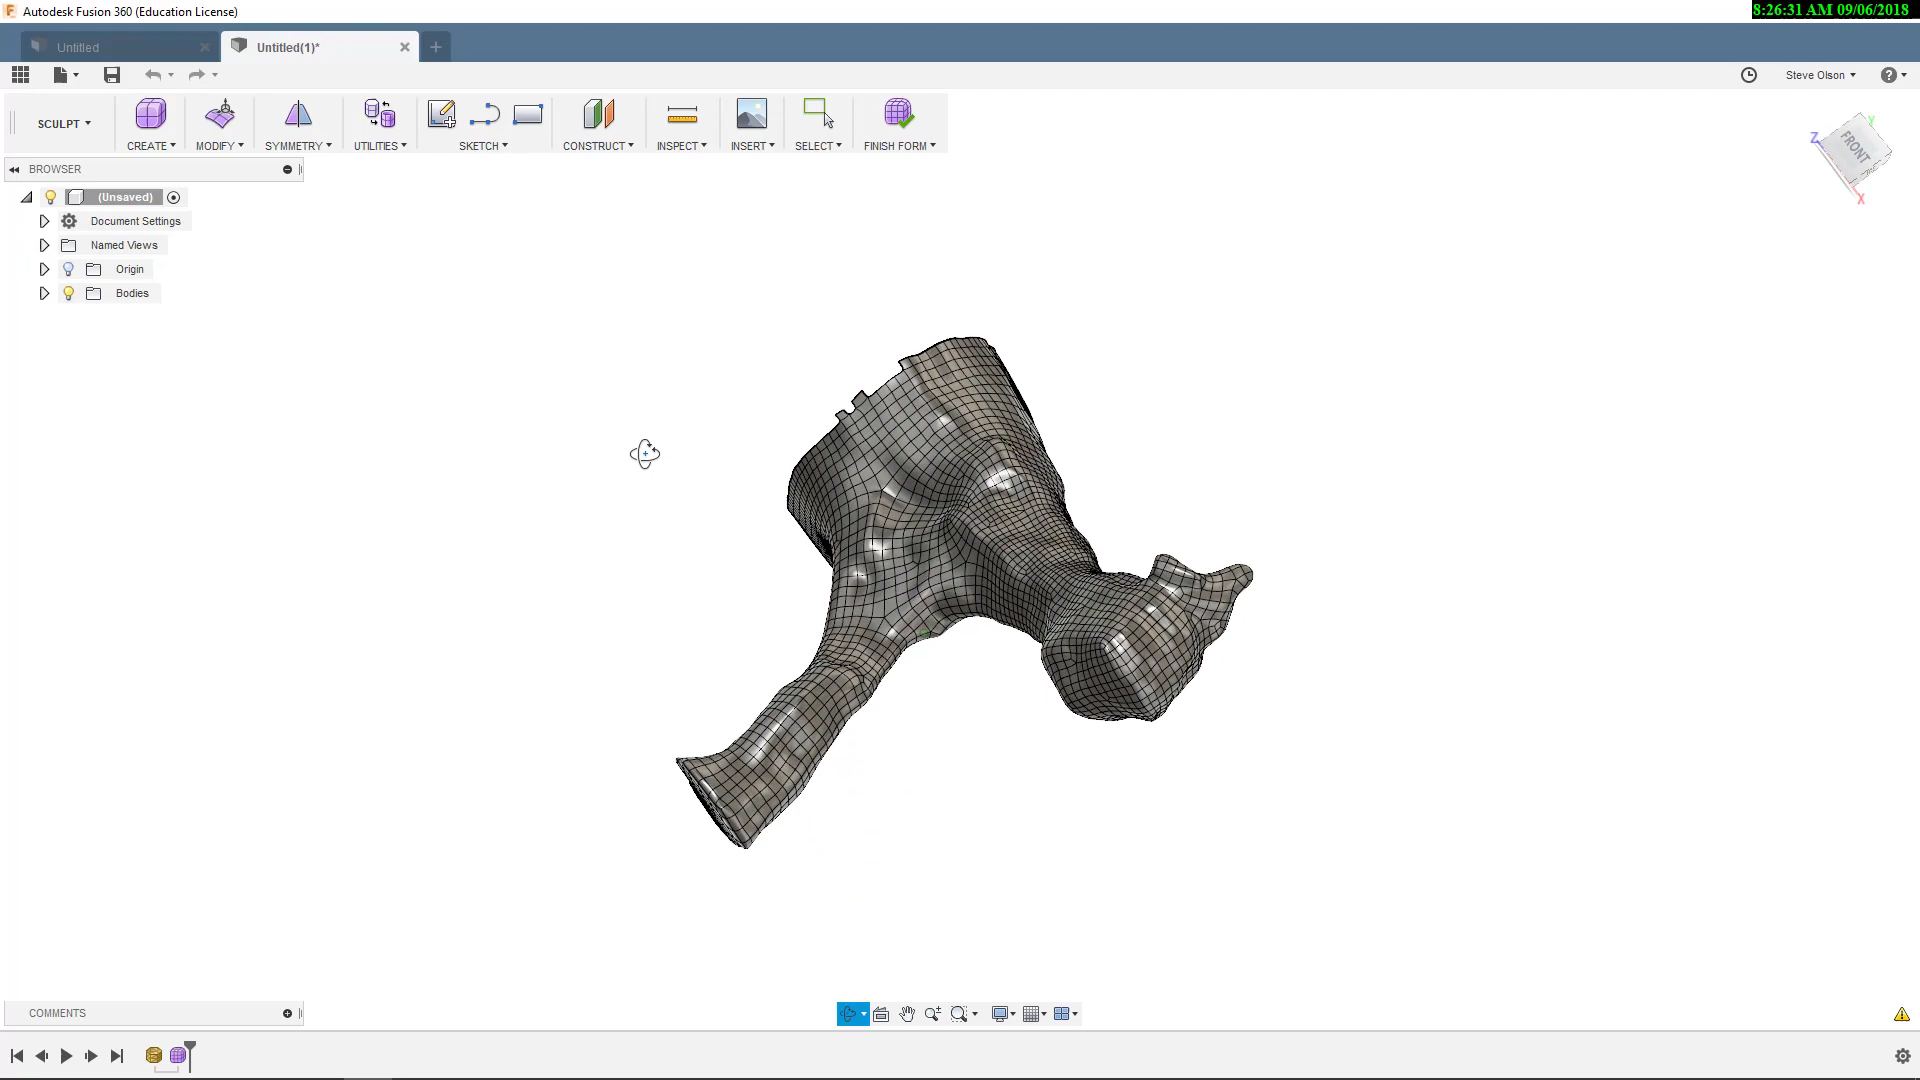 Autodesk Fusion 360 (Education License)
8:26:31 AM 09/06/2018
Untitled
Untitled(1)*
Steve Olson
SCULPT
CREATE
MODIFY
SYMMETRY
UTILITIES
SKETCH
CONSTRUCT
INSPECT
INSERT
SELECT
FINISH FORM
BROWSER
(Unsaved)
Document Settings
Named Views
Origin
Bodies
Y
Z
FRONT
X
COMMENTS